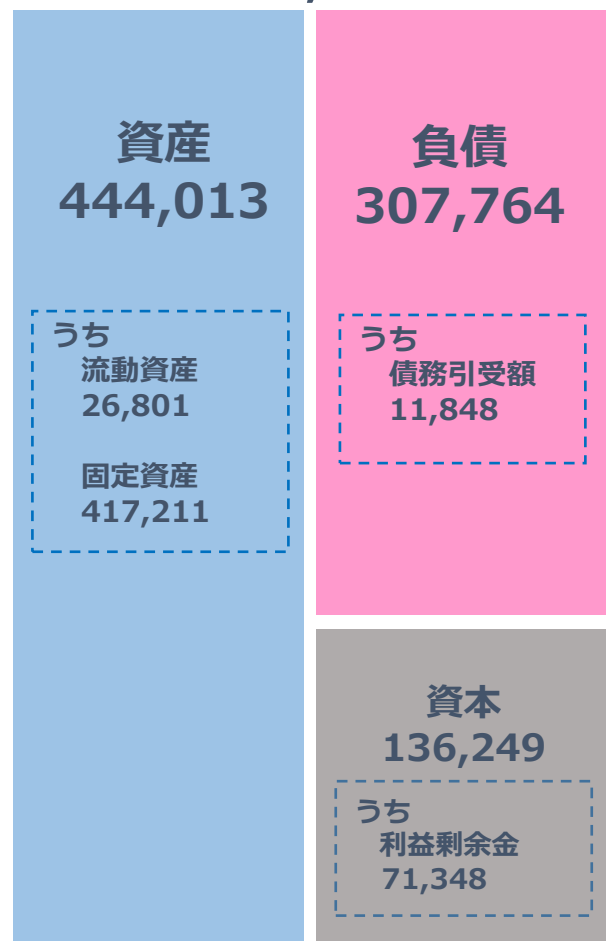 資産
444,013
うち
流動資産
26,801
固定資産
417,211
負債
307,764
うち
債務引受額
11,848
資本
136,249
うち
利益剰余金
71,348